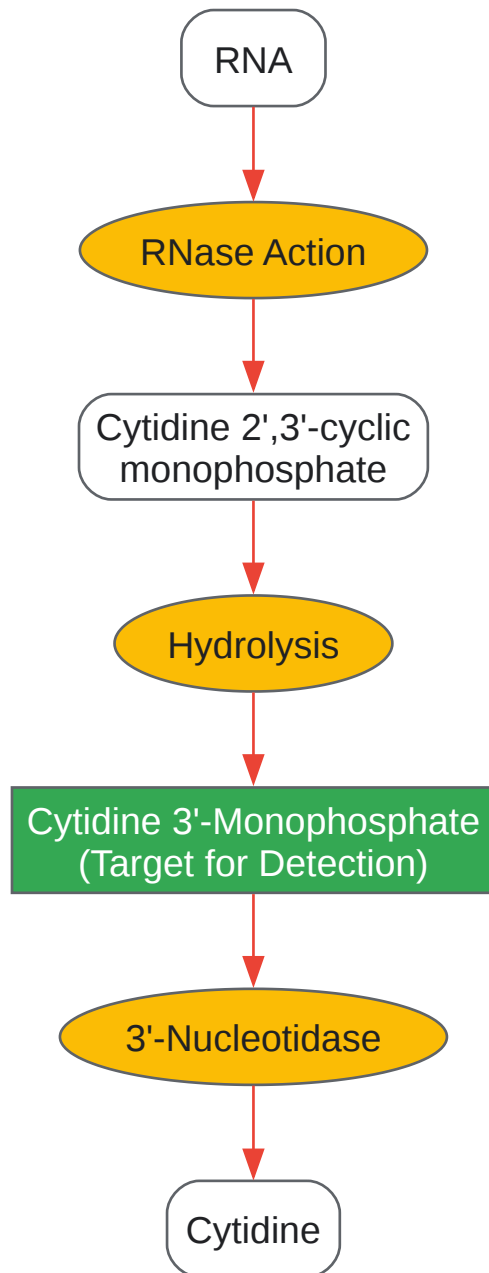 RNA
RNase Action
Cytidine 2',3'-cyclic
monophosphate
Hydrolysis
Cytidine 3'-Monophosphate
(Target for Detection)
3'-Nucleotidase
Cytidine